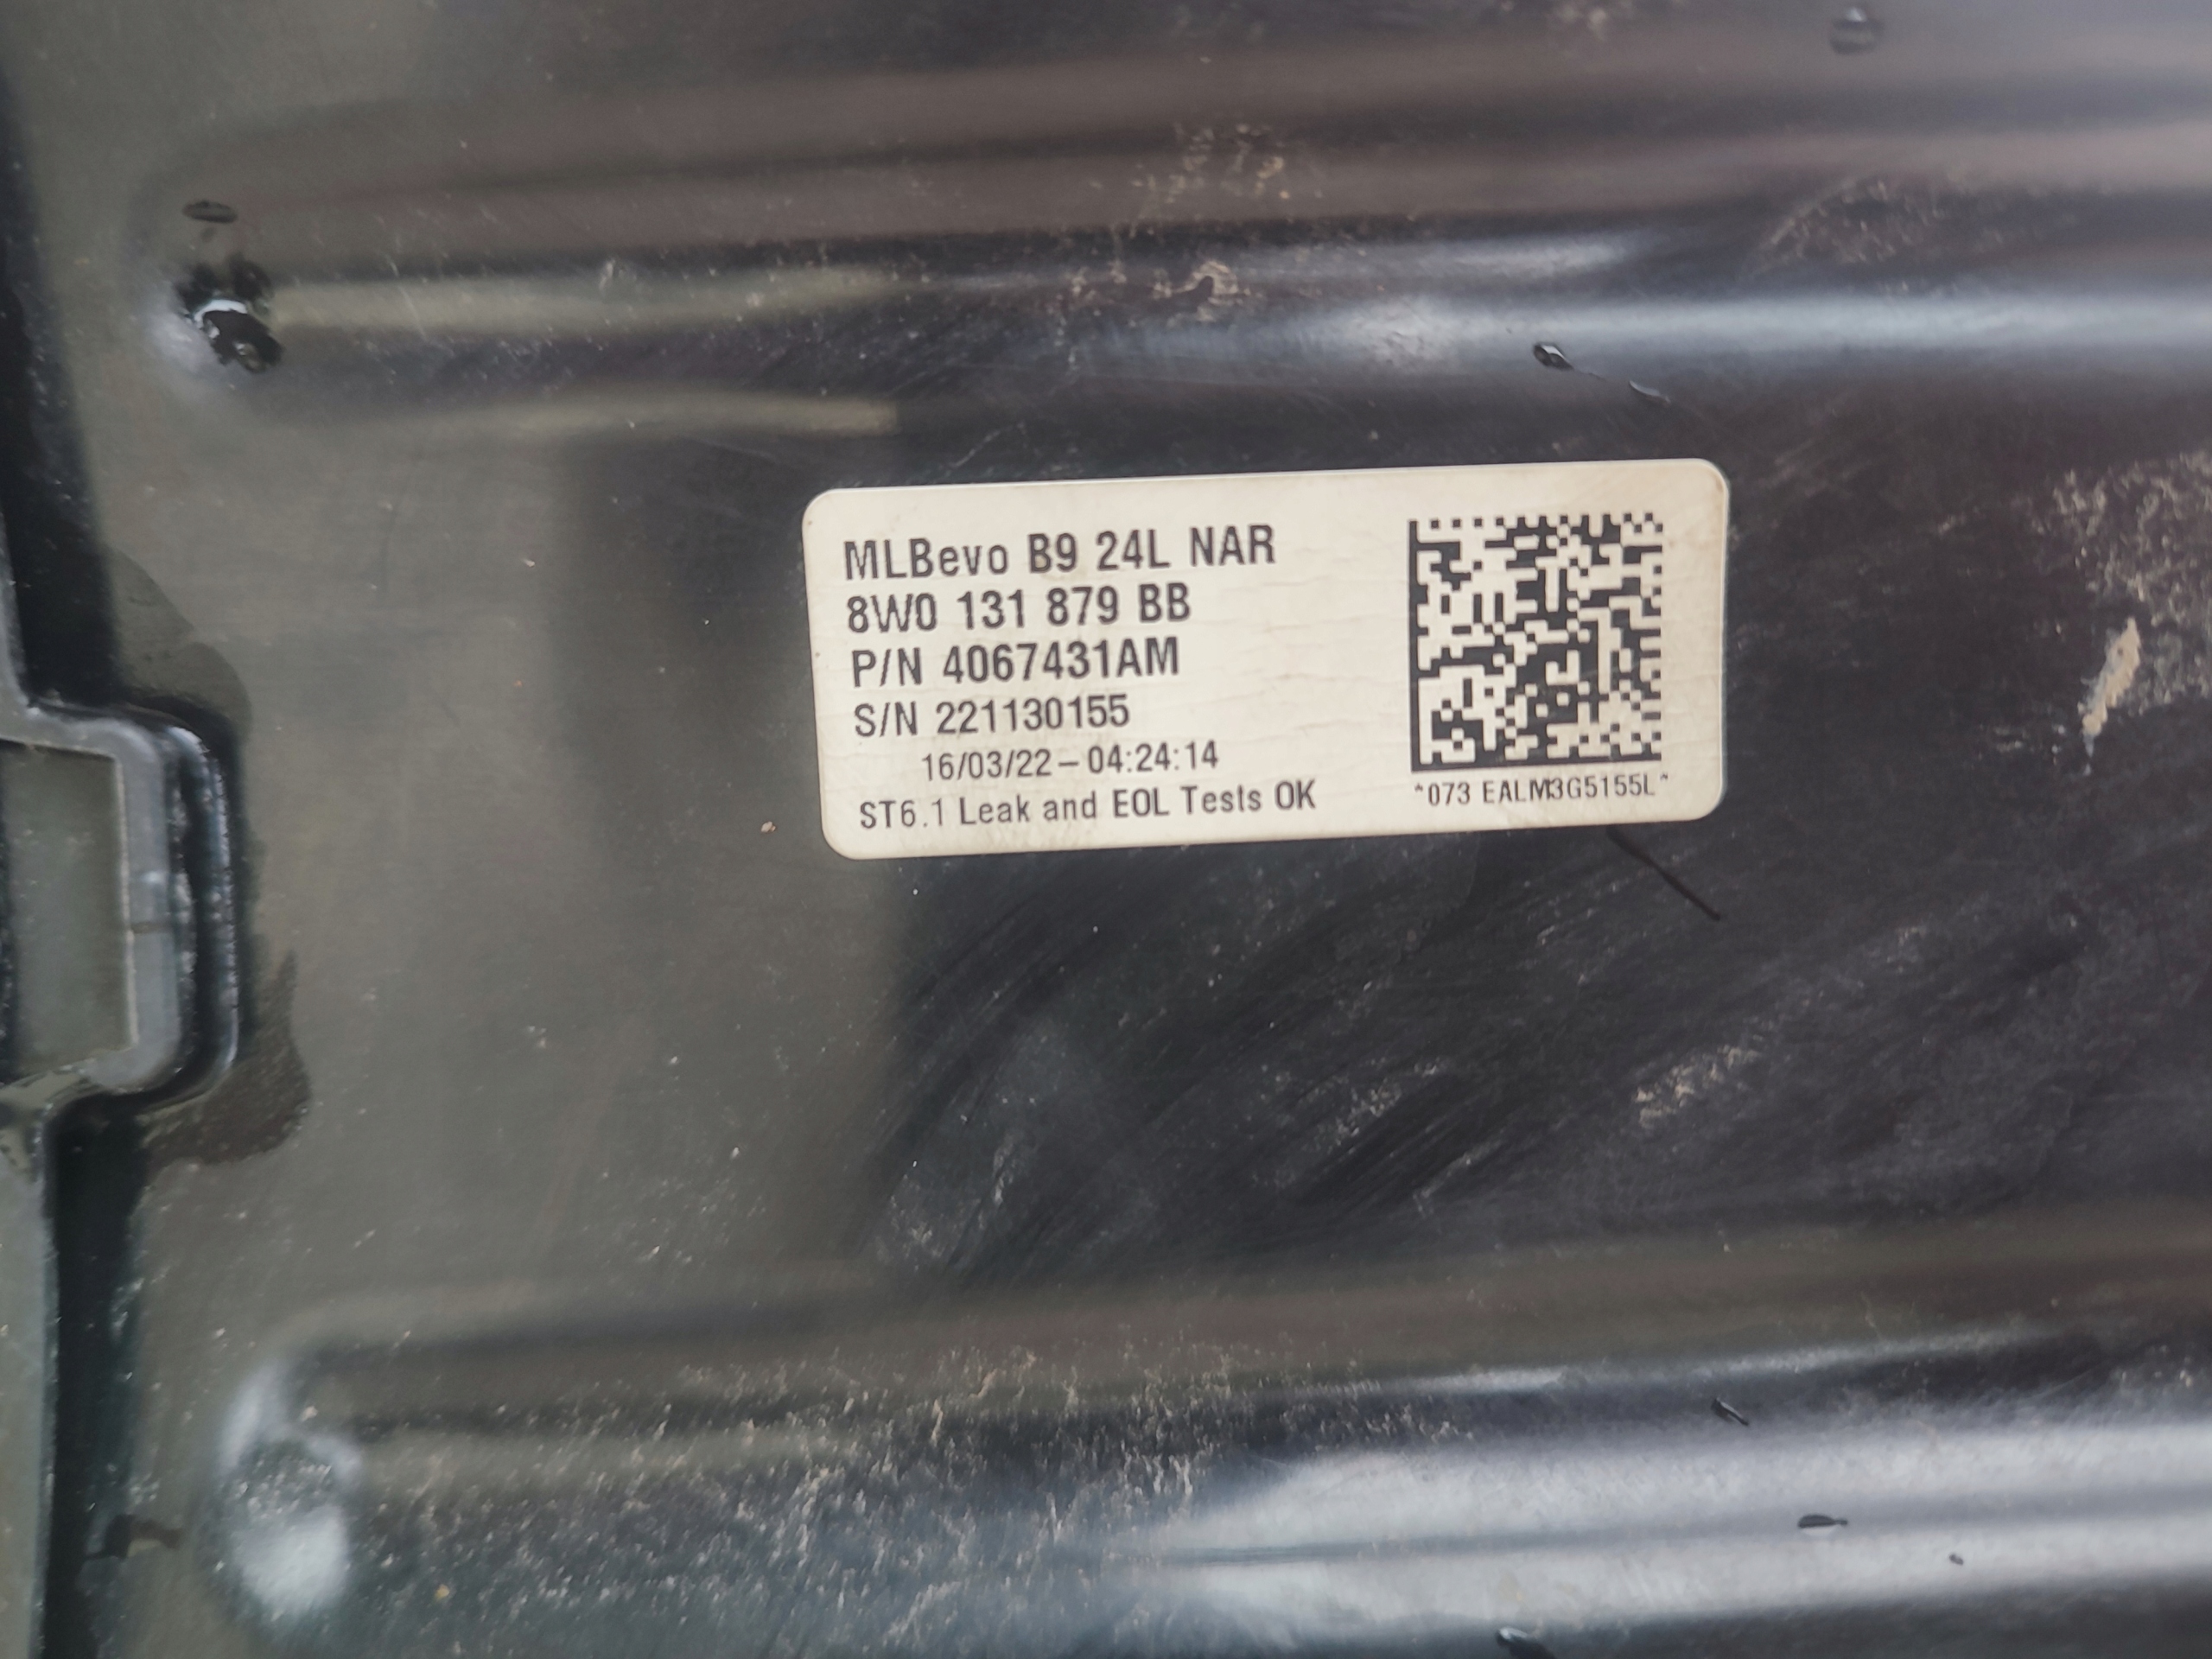 MLBevo B9 24L NAR
8W0 131 879 BB
P/N 4067431AM
S/N 221130155
16/03/22 – 04:24:14
ST6.1 Leak and EOL Tests OK
*073 EALM3G5155L*